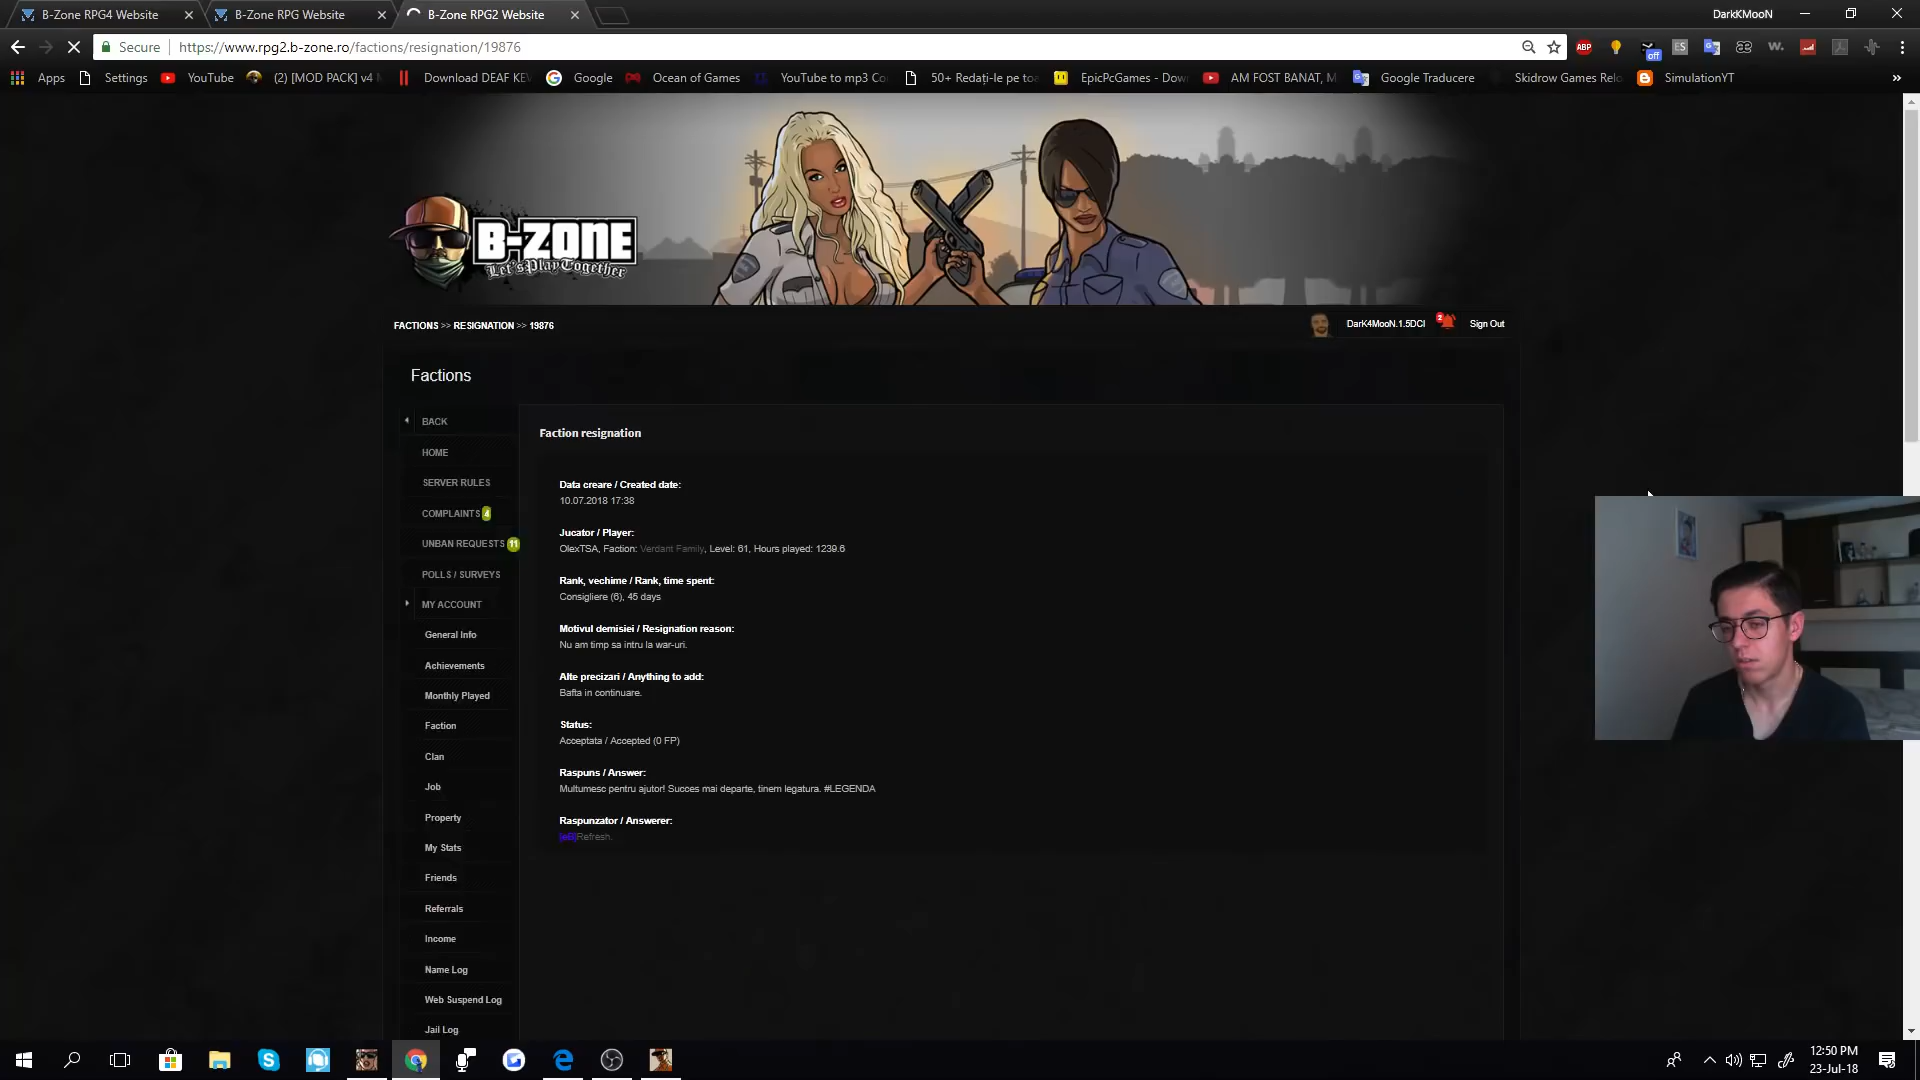 B-Zone RPG4 Website
B-Zone RPG Website
B-Zone RPG2 Website
DarKKMooN
Secure
https://www.rpg2.b-zone.ro/factions/resignation/19876
ABP
off
ES
æ
W.
Apps
Settings
YouTube
(2) [MOD PACK] v4
Download DEAF KEV
Google
Ocean of Games
YouTube to mp3 Co
50+ Redați-le pe toa
EpicPcGames - Dow
AM FOST BANAT, M
Google Traducere
Skidrow Games Relo
SimulationYT
B-ZONE
Let'sPlayTogether
FACTIONS >> RESIGNATION >> 19876
DarK4MooN.1.5DCI
2
Sign Out
Factions
BACK
HOME
SERVER RULES
COMPLAINTS 4
UNBAN REQUESTS 11
POLLS / SURVEYS
MY ACCOUNT
General Info
Achievements
Monthly Played
Faction
Clan
Job
Property
My Stats
Friends
Referrals
Income
Name Log
Web Suspend Log
Jail Log
Faction resignation
Data creare / Created date:
10.07.2018 17:38
Jucator / Player:
OlexTSA, Faction: Verdant Family, Level: 61, Hours played: 1239.6
Rank, vechime / Rank, time spent:
Consigliere (6), 45 days
Motivul demisiei / Resignation reason:
Nu am timp sa intru la war-uri.
Alte precizari / Anything to add:
Bafta in continuare.
Status:
Acceptata / Accepted (0 FP)
Raspuns / Answer:
Multumesc pentru ajutor! Succes mai departe, tinem legatura. #LEGENDA
Raspunzator / Answerer:
[eB]Refresh.
12:50 PM
23-Jul-18